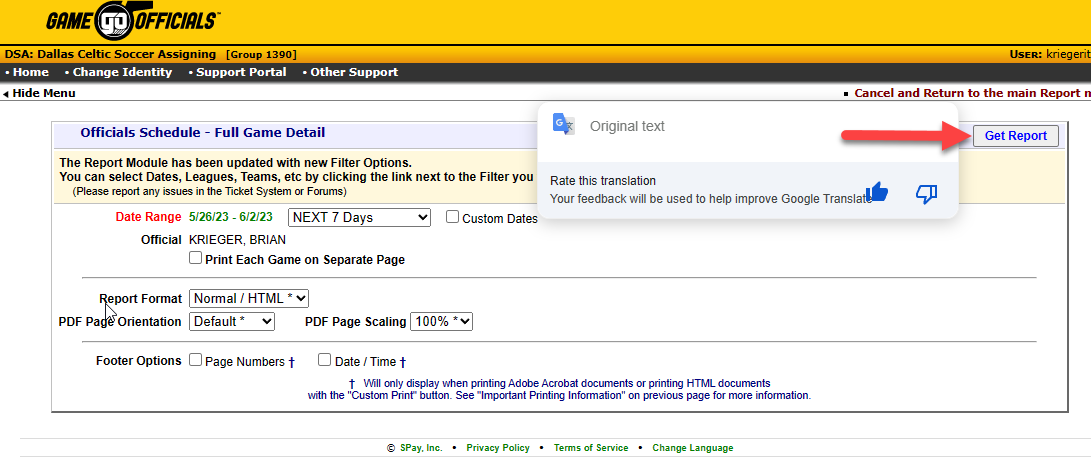 GAME go OFFICIALS
DSA: Dallas Celtic Soccer Assigning [Group 1390] USER: kriegerit
• Home • Change Identity • Support Portal • Other Support
Hide Menu Cancel and Return to the main Report
Officials Schedule - Full Game Detail
Original text
Get Report
The Report Module has been updated with new Filter Options.
You can select Dates, Leagues, Teams, etc by clicking the link next to the Filter you
(Please report any issues in the Ticket System or Forums)
Rate this translation
Your feedback will be used to help improve Google Translate
Date Range 5/26/23 - 6/2/23 NEXT 7 Days Custom Dates
Official KRIEGER, BRIAN
Print Each Game on Separate Page
Report Format Normal / HTML *
PDF Page Orientation Default * PDF Page Scaling 100% *
Footer Options Page Numbers † Date / Time †
† Will only display when printing Adobe Acrobat documents or printing HTML documents
with the "Custom Print" button. See "Important Printing Information" on previous page for more information.
© SPay, Inc. • Privacy Policy • Terms of Service • Change Language